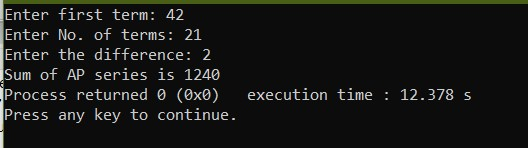 Enter first term: 42
Enter No. of terms: 21
Enter the difference: 2
Sum of AP series is 1240
Process returned 0 (0x0)   execution time : 12.378 s
Press any key to continue.